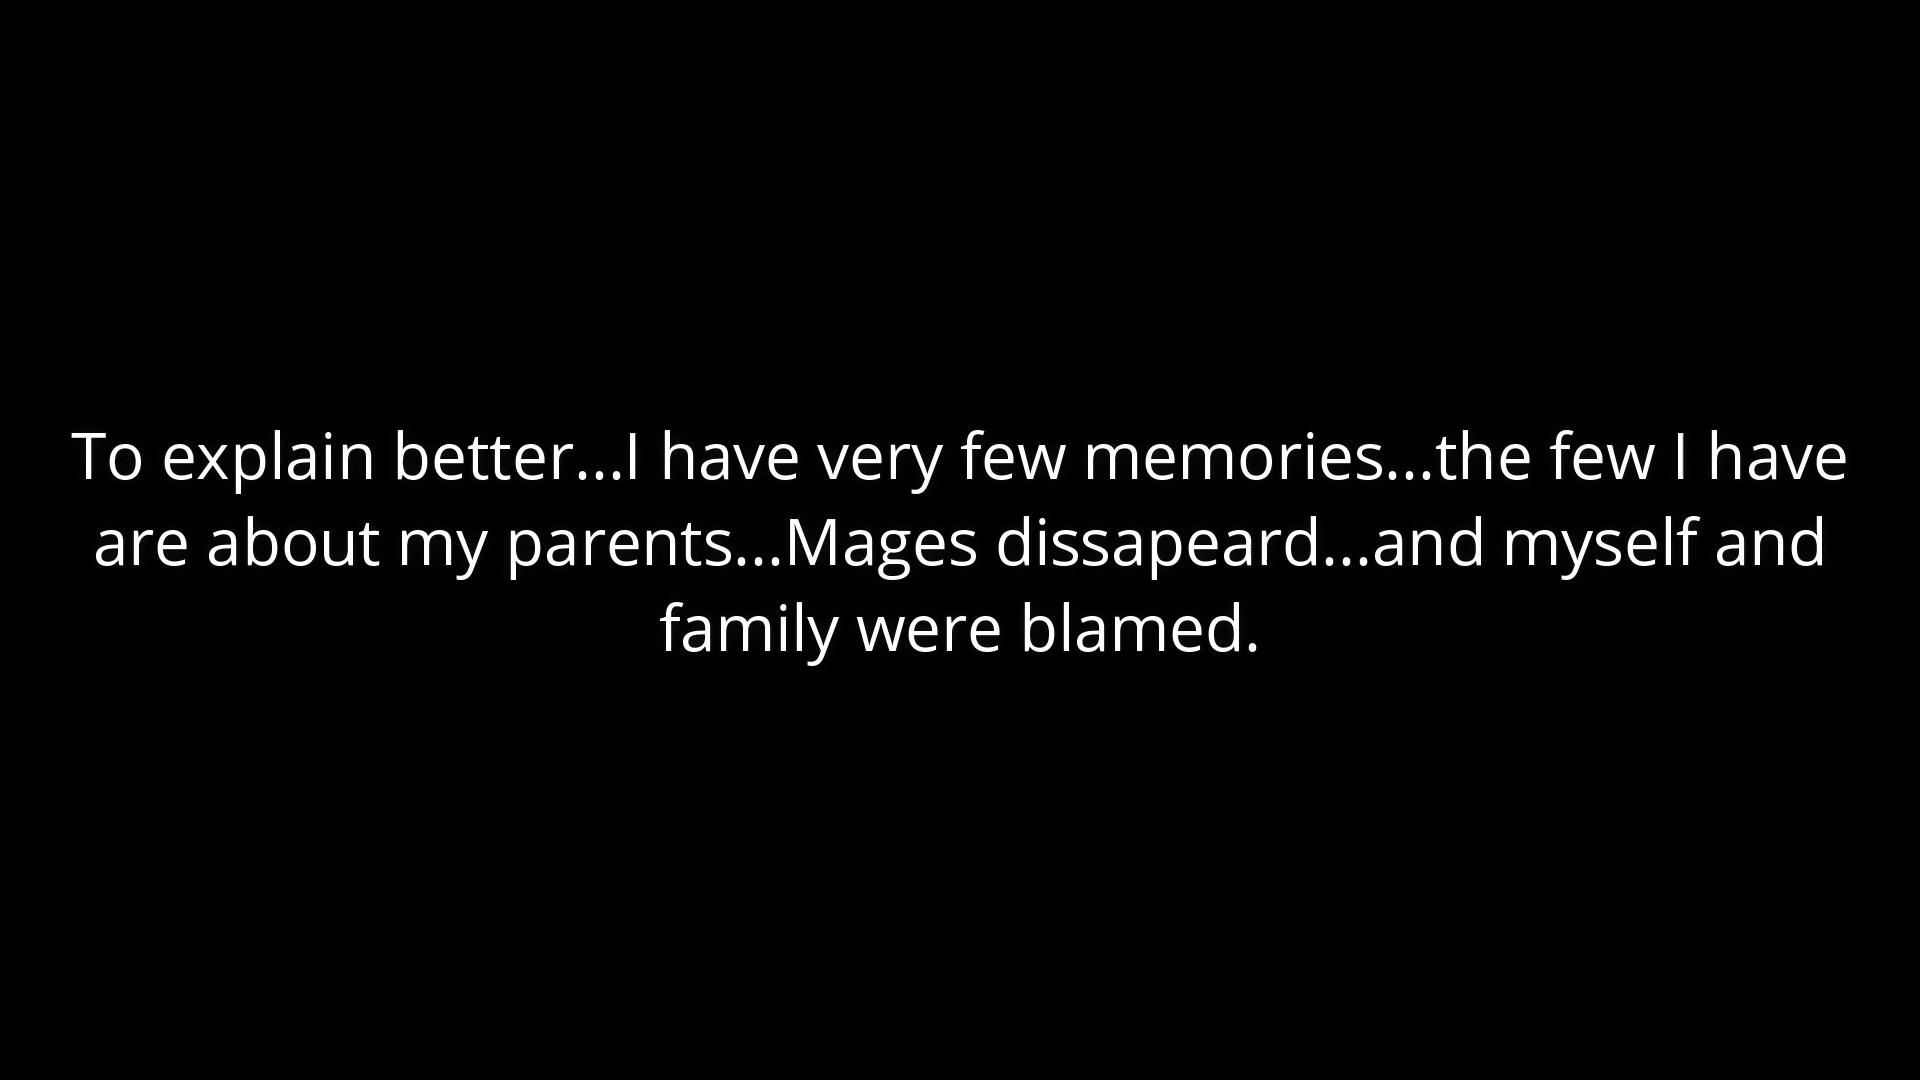 To explain better...I have very few memories...the few I have
are about my parents...Mages dissapeard...and myself and
family were blamed.